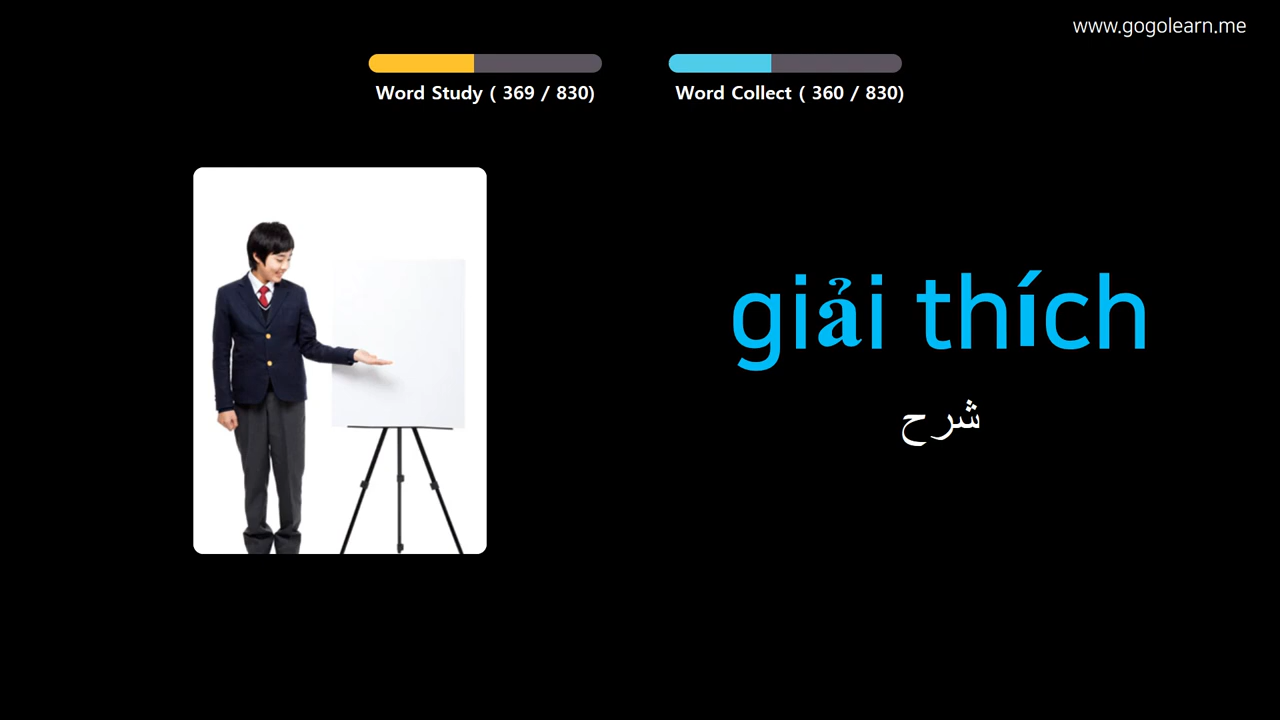 www.gogolearn.me
Word Study ( 369 / 830)
Word Collect ( 360 / 830)
giải thích
شرح